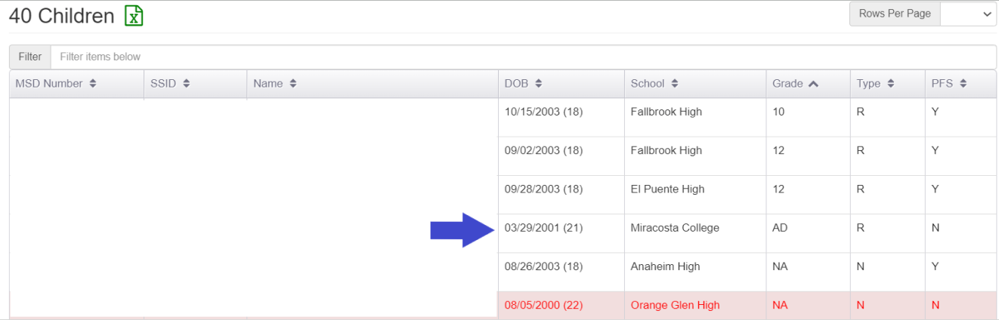 40 Children
Rows Per Page
Filter Filter items below
MSD Number SSID Name DOB School Grade Type PFS
10/15/2003 (18) Fallbrook High 10 R Y
09/02/2003 (18) Fallbrook High 12 R Y
09/28/2003 (18) El Puente High 12 R Y
03/29/2001 (21) Miracosta College AD R N
08/26/2003 (18) Anaheim High NA N Y
08/05/2000 (22) Orange Glen High NA N N